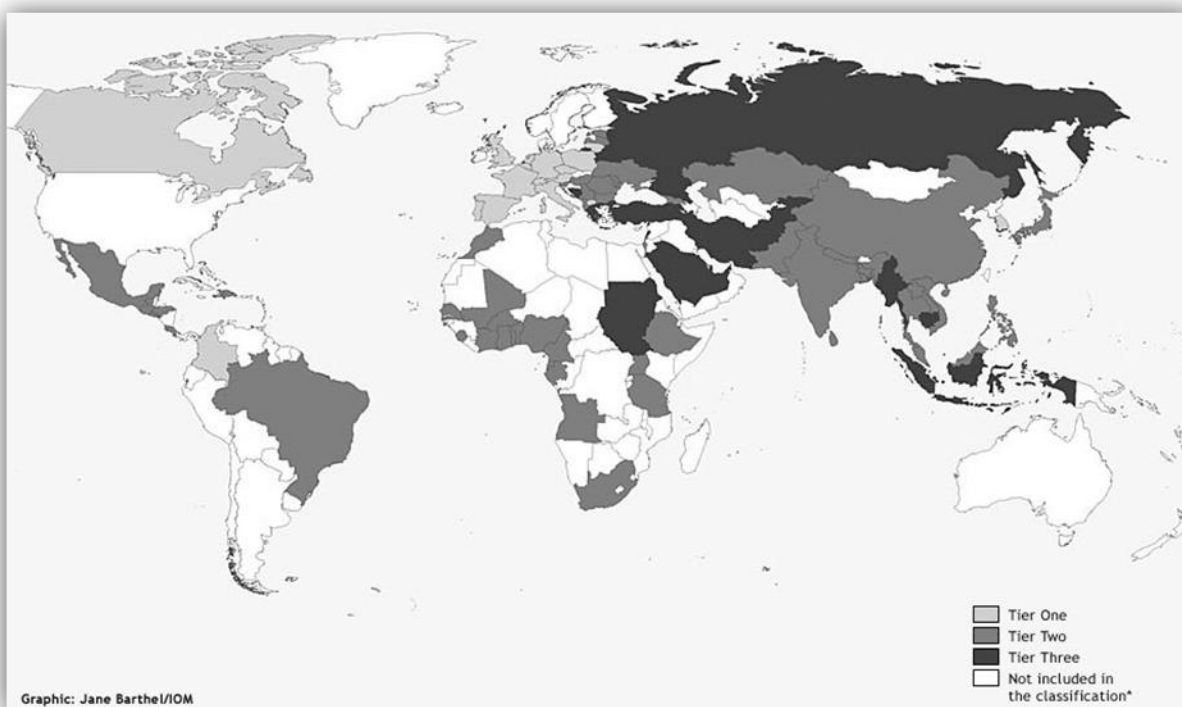 Tier One
Tier Two
Tier Three
Not included in
the classification*
Graphic: Jane Barthel/IOM